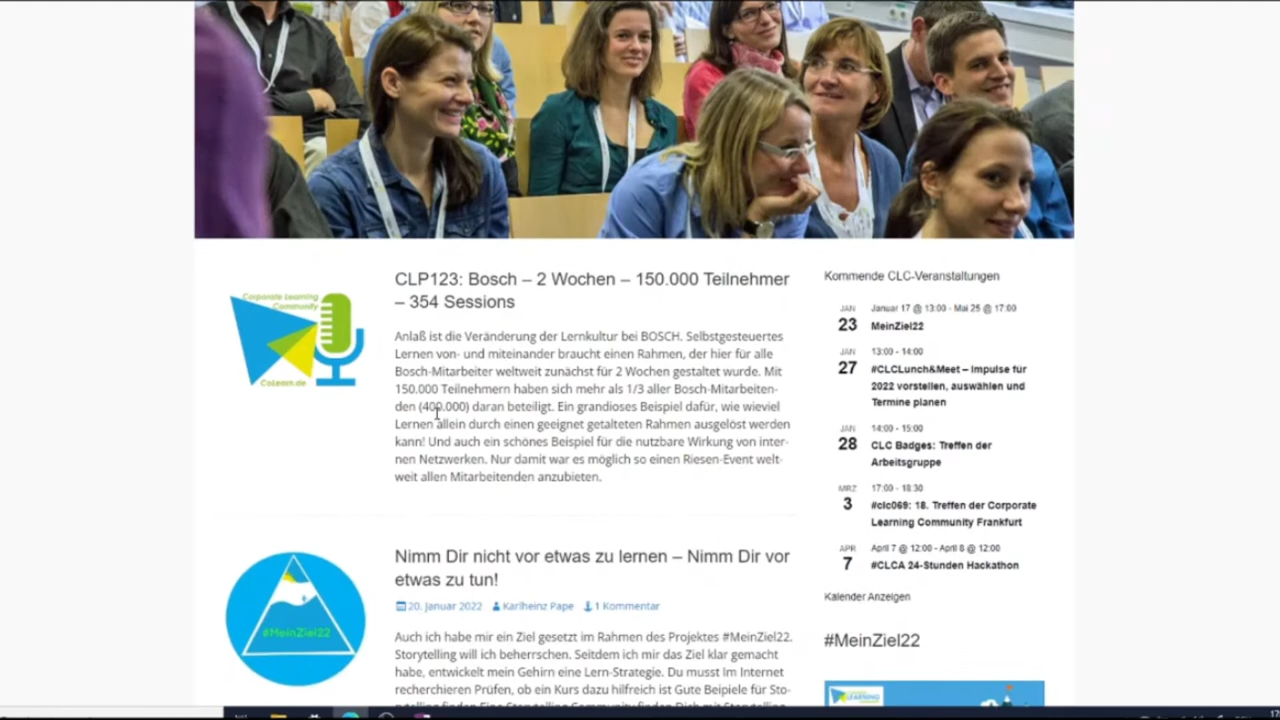 Corporate Learning
Community
CoLearn.de
CLP123: Bosch – 2 Wochen – 150.000 Teilnehmer
– 354 Sessions
Anlaß ist die Veränderung der Lernkultur bei BOSCH. Selbstgesteuertes
Lernen von- und miteinander braucht einen Rahmen, der hier für alle
Bosch-Mitarbeiter weltweit zunächst für 2 Wochen gestaltet wurde. Mit
150.000 Teilnehmern haben sich mehr als 1/3 aller Bosch-Mitarbeiten-
den (400.000) daran beteiligt. Ein grandioses Beispiel dafür, wie wieviel
Lernen allein durch einen geeignet getalteten Rahmen ausgelöst werden
kann! Und auch ein schönes Beispiel für die nutzbare Wirkung von inter-
nen Netzwerken. Nur damit war es möglich so einen Riesen-Event welt-
weit allen Mitarbeitenden anzubieten.
#MeinZiel22
Nimm Dir nicht vor etwas zu lernen – Nimm Dir vor
etwas zu tun!
20. Januar 2022 Karlheinz Pape 1 Kommentar
Auch ich habe mir ein Ziel gesetzt im Rahmen des Projektes #MeinZiel22.
Storytelling will ich beherrschen. Seitdem ich mir das Ziel klar gemacht
habe, entwickelt mein Gehirn eine Lern-Strategie. Du musst Im Internet
recherchieren Prüfen, ob ein Kurs dazu hilfreich ist Gute Beipiele für Sto-
rytelling finden Eine Storytelling Community finden Dich mit Storytelling
Kommende CLC-Veranstaltungen
JAN
23
Januar 17 @ 13:00 - Mai 25 @ 17:00
MeinZiel22
JAN
27
13:00 - 14:00
#CLCLunch&Meet – Impulse für
2022 vorstellen, auswählen und
Termine planen
JAN
28
14:00 - 15:00
CLC Badges: Treffen der
Arbeitsgruppe
MRZ
3
17:00 - 18:30
#clc069: 18. Treffen der Corporate
Learning Community Frankfurt
APR
7
April 7 @ 12:00 - April 8 @ 12:00
#CLCA 24-Stunden Hackathon
Kalender Anzeigen
#MeinZiel22
LEARNING